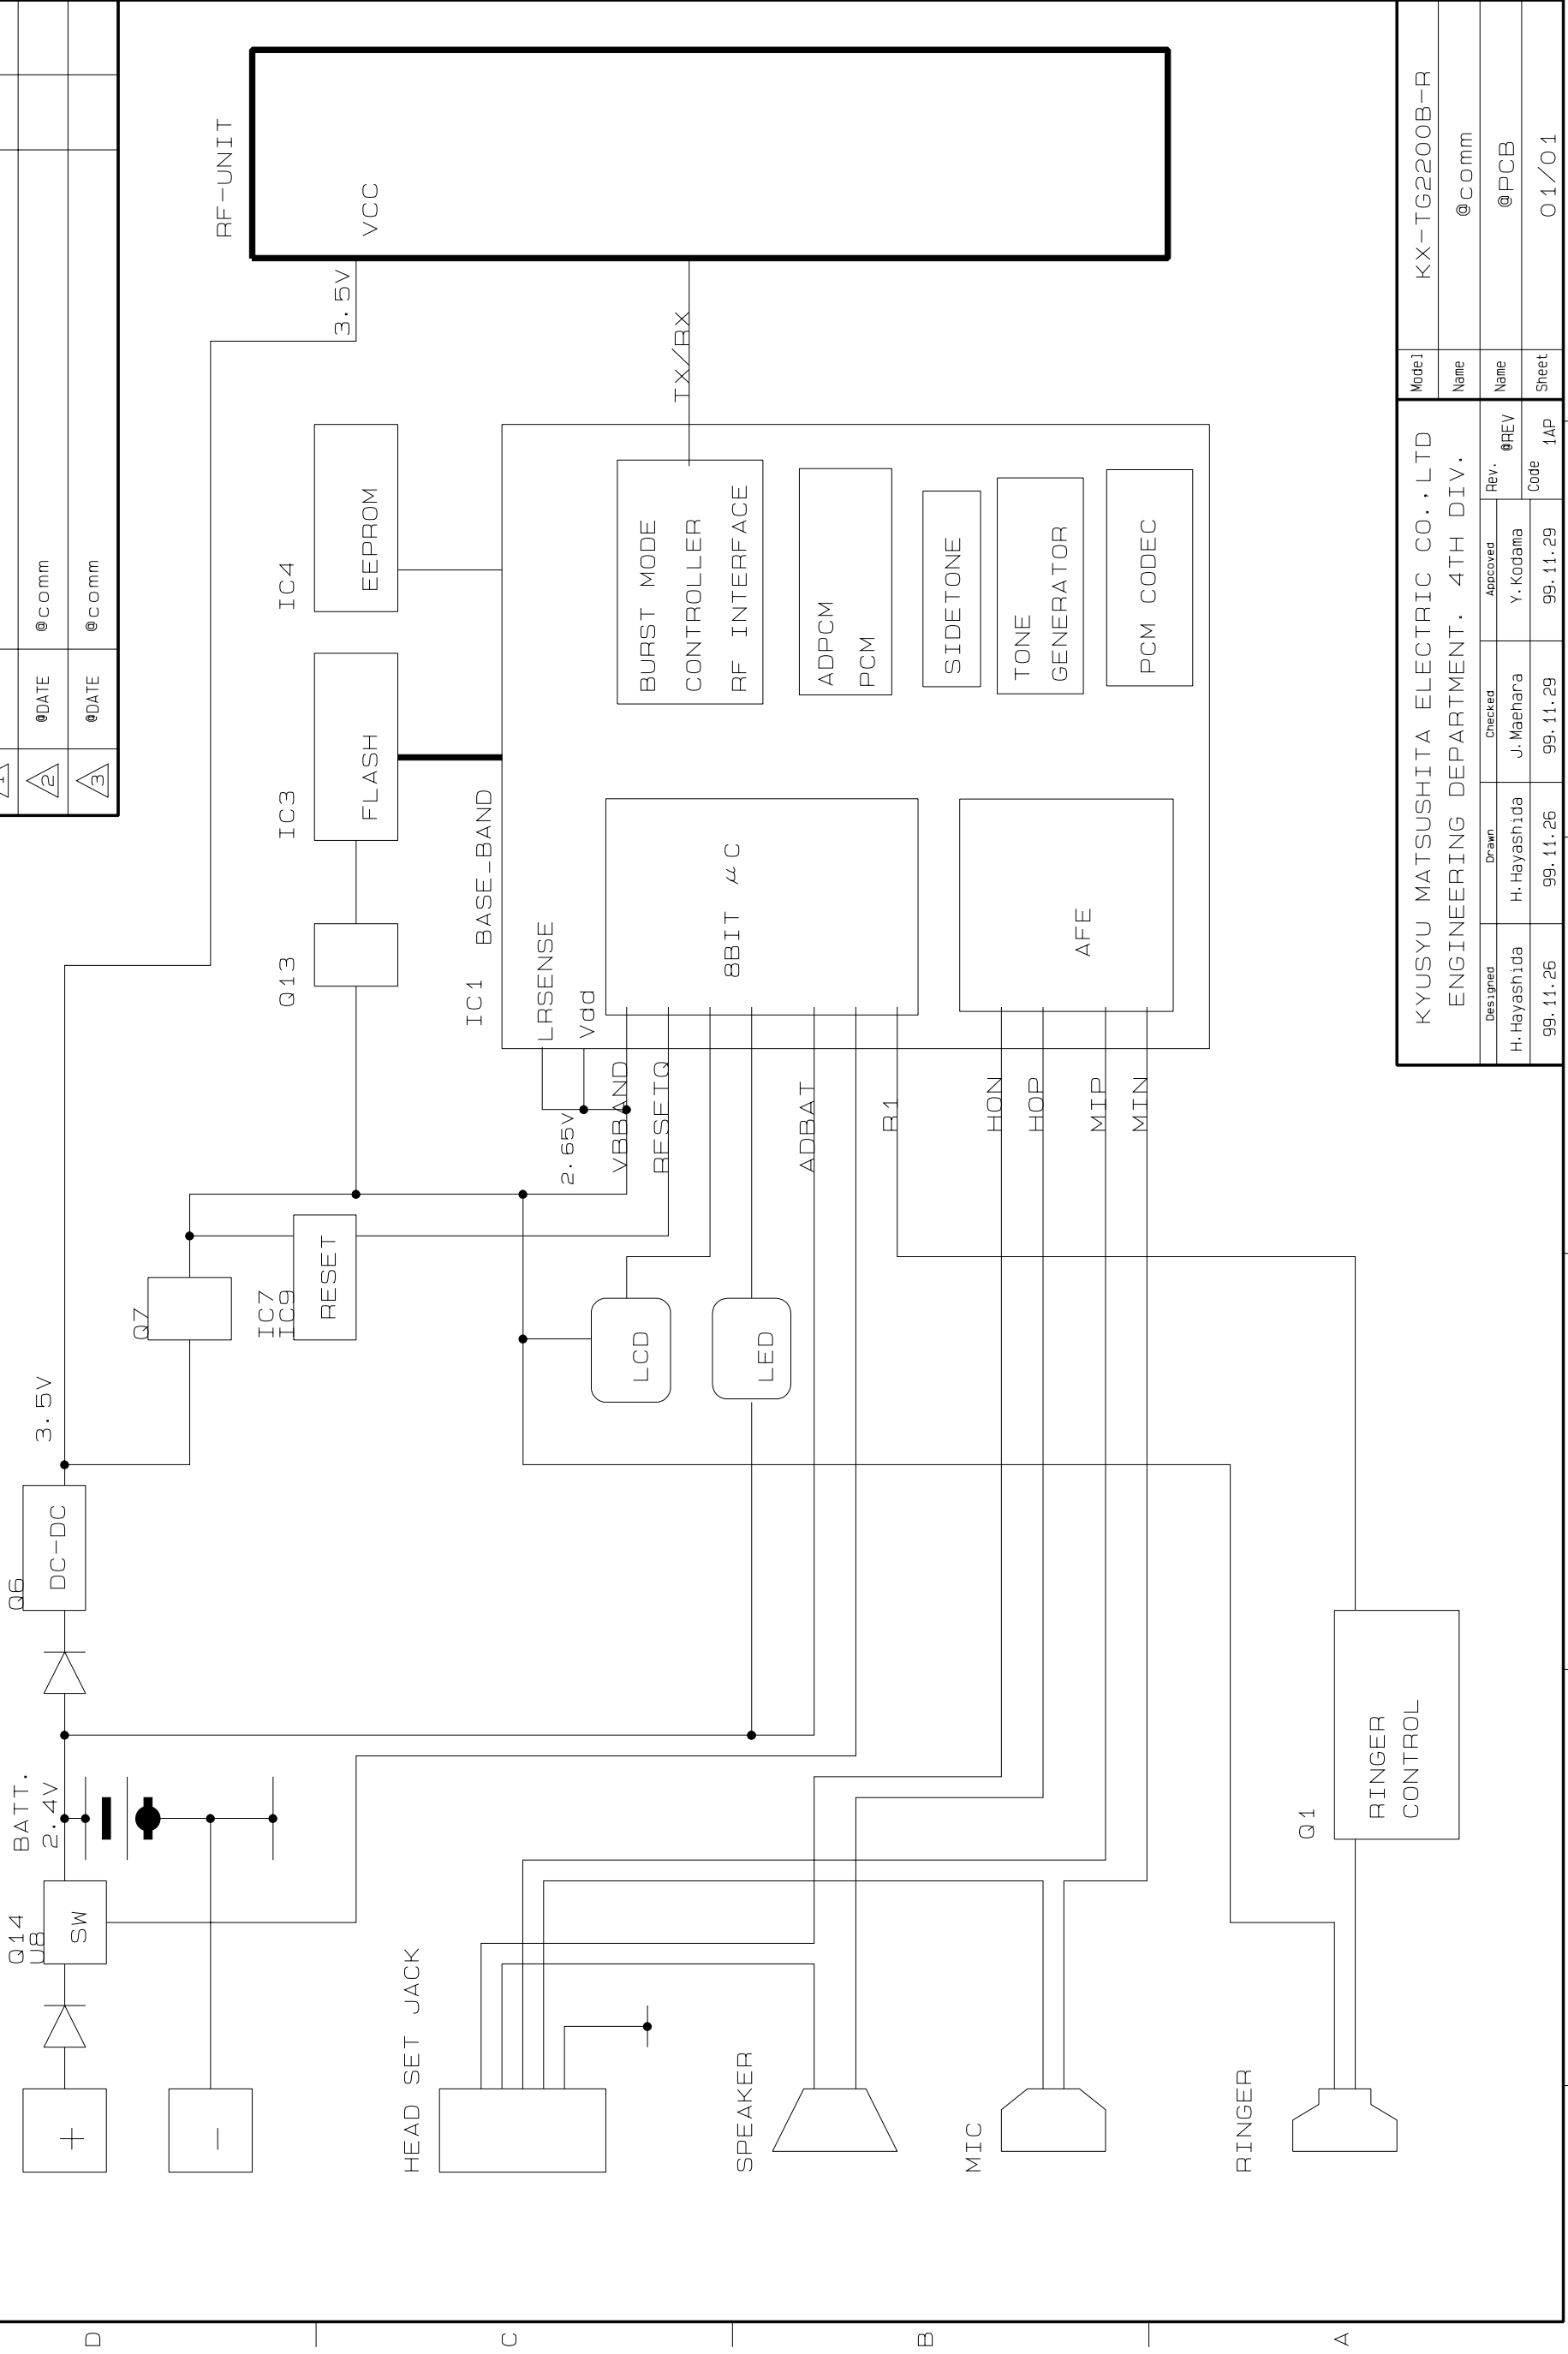 2
@DATE
@comm
3
@DATE
@comm
BATT.
2.4V
Q14
U8
SW
+
-
Q6
DC-DC
3.5V
Q7
IC7
IC9
RESET
Q13
IC3
FLASH
IC4
EEPROM
3.5V
RF-UNIT
VCC
TX/RX
IC1
BASE_BAND
LRSENSE
Vdd
2.65V
VBBAND
RESETQ
ADBAT
R1
HON
HOP
MIP
MIN
8BIT μC
AFE
BURST MODE
CONTROLLER
RF INTERFACE
ADPCM
PCM
SIDETONE
TONE
GENERATOR
PCM CODEC
LCD
LED
HEAD SET JACK
SPEAKER
MIC
RINGER
Q1
RINGER
CONTROL
KYUSYU MATSUSHITA ELECTRIC CO.,LTD
ENGINEERING DEPARTMENT. 4TH DIV.
Designed
Drawn
Checked
Appcoved
Rev.
@REV
H.Hayashida
H.Hayashida
J.Maehara
Y.Kodama
Code
1AP
99.11.26
99.11.26
99.11.29
99.11.29
Model
KX-TG2200B-R
Name
@comm
Name
@PCB
Sheet
01/01
D
C
B
A